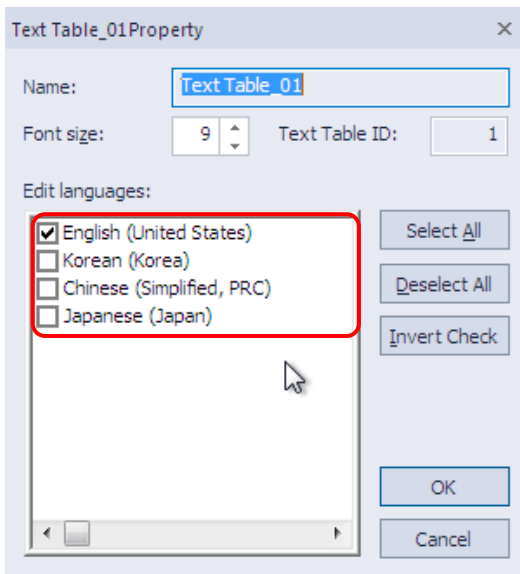 Text Table_01Property
Name: Text Table_01
Font size: 9 Text Table ID: 1
Edit languages:
English (United States)
Korean (Korea)
Chinese (Simplified, PRC)
Japanese (Japan)
Select All
Deselect All
Invert Check
OK
Cancel